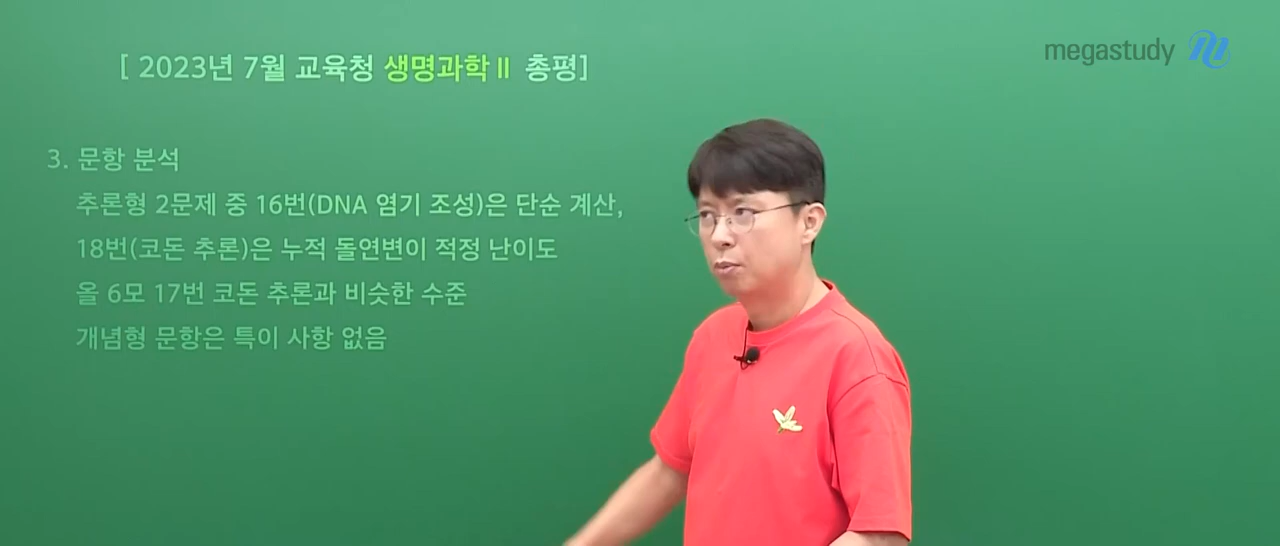 [ 2023년 7월 교육청 생명과학Ⅱ 총평]
megastudy
3. 문항 분석
추론형 2문제 중 16번(DNA 염기 조성)은 단순 계산,
18번(코돈 추론)은 누적 돌연변이 적정 난이도
올 6모 17번 코돈 추론과 비슷한 수준
개념형 문항은 특이 사항 없음